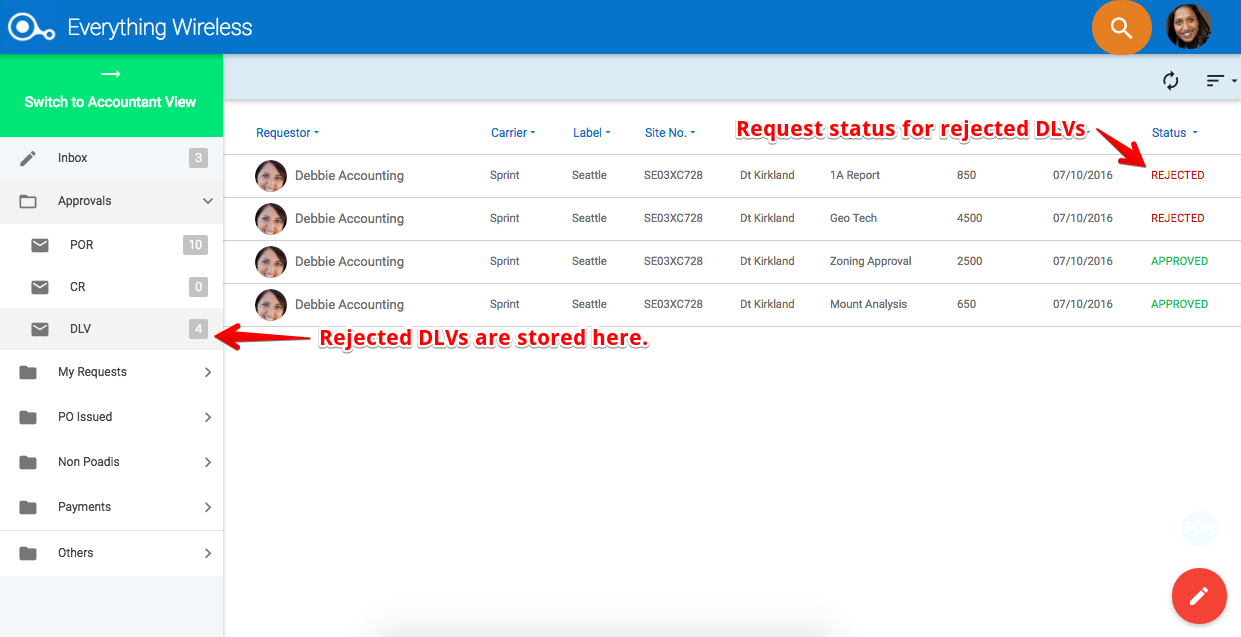 Everything Wireless
Switch to Accountant View
Inbox 3
Approvals
POR 10
CR 0
DLV 4
My Requests
PO Issued
Non Poadis
Payments
Others
Requestor Carrier Label Site No. Status
Request status for rejected DLVs
Debbie Accounting Sprint Seattle SE03XC728 Dt Kirkland 1A Report 850 07/10/2016 REJECTED
Debbie Accounting Sprint Seattle SE03XC728 Dt Kirkland Geo Tech 4500 07/10/2016 REJECTED
Debbie Accounting Sprint Seattle SE03XC728 Dt Kirkland Zoning Approval 2500 07/10/2016 APPROVED
Debbie Accounting Sprint Seattle SE03XC728 Dt Kirkland Mount Analysis 650 07/10/2016 APPROVED
Rejected DLVs are stored here.
POR